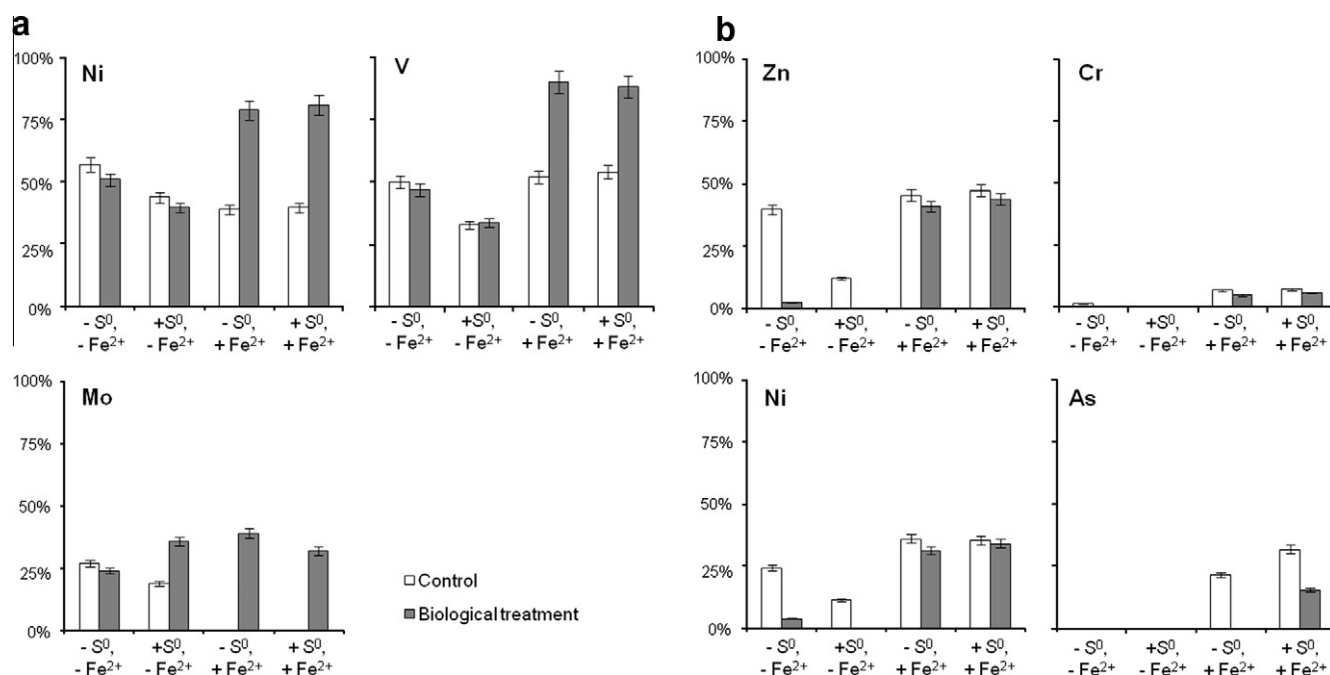 a
Ni
V
100%
75%
50%
25%
0%
- S⁰, +S⁰, - S⁰, + S⁰,
- Fe²⁺ - Fe²⁺ + Fe²⁺ + Fe²⁺
- S⁰, +S⁰, - S⁰, + S⁰,
- Fe²⁺ - Fe²⁺ + Fe²⁺ + Fe²⁺
Mo
100%
75%
50%
25%
0%
- S⁰, +S⁰, - S⁰, + S⁰,
- Fe²⁺ - Fe²⁺ + Fe²⁺ + Fe²⁺
Control
Biological treatment
b
Zn
Cr
100%
75%
50%
25%
0%
- S⁰, +S⁰, - S⁰, + S⁰,
- Fe²⁺ - Fe²⁺ + Fe²⁺ + Fe²⁺
- S⁰, +S⁰, - S⁰, + S⁰,
- Fe²⁺ - Fe²⁺ + Fe²⁺ + Fe²⁺
Ni
As
100%
75%
50%
25%
0%
- S⁰, +S⁰, - S⁰, + S⁰,
- Fe²⁺ - Fe²⁺ + Fe²⁺ + Fe²⁺
- S⁰, +S⁰, - S⁰, + S⁰,
- Fe²⁺ - Fe²⁺ + Fe²⁺ + Fe²⁺